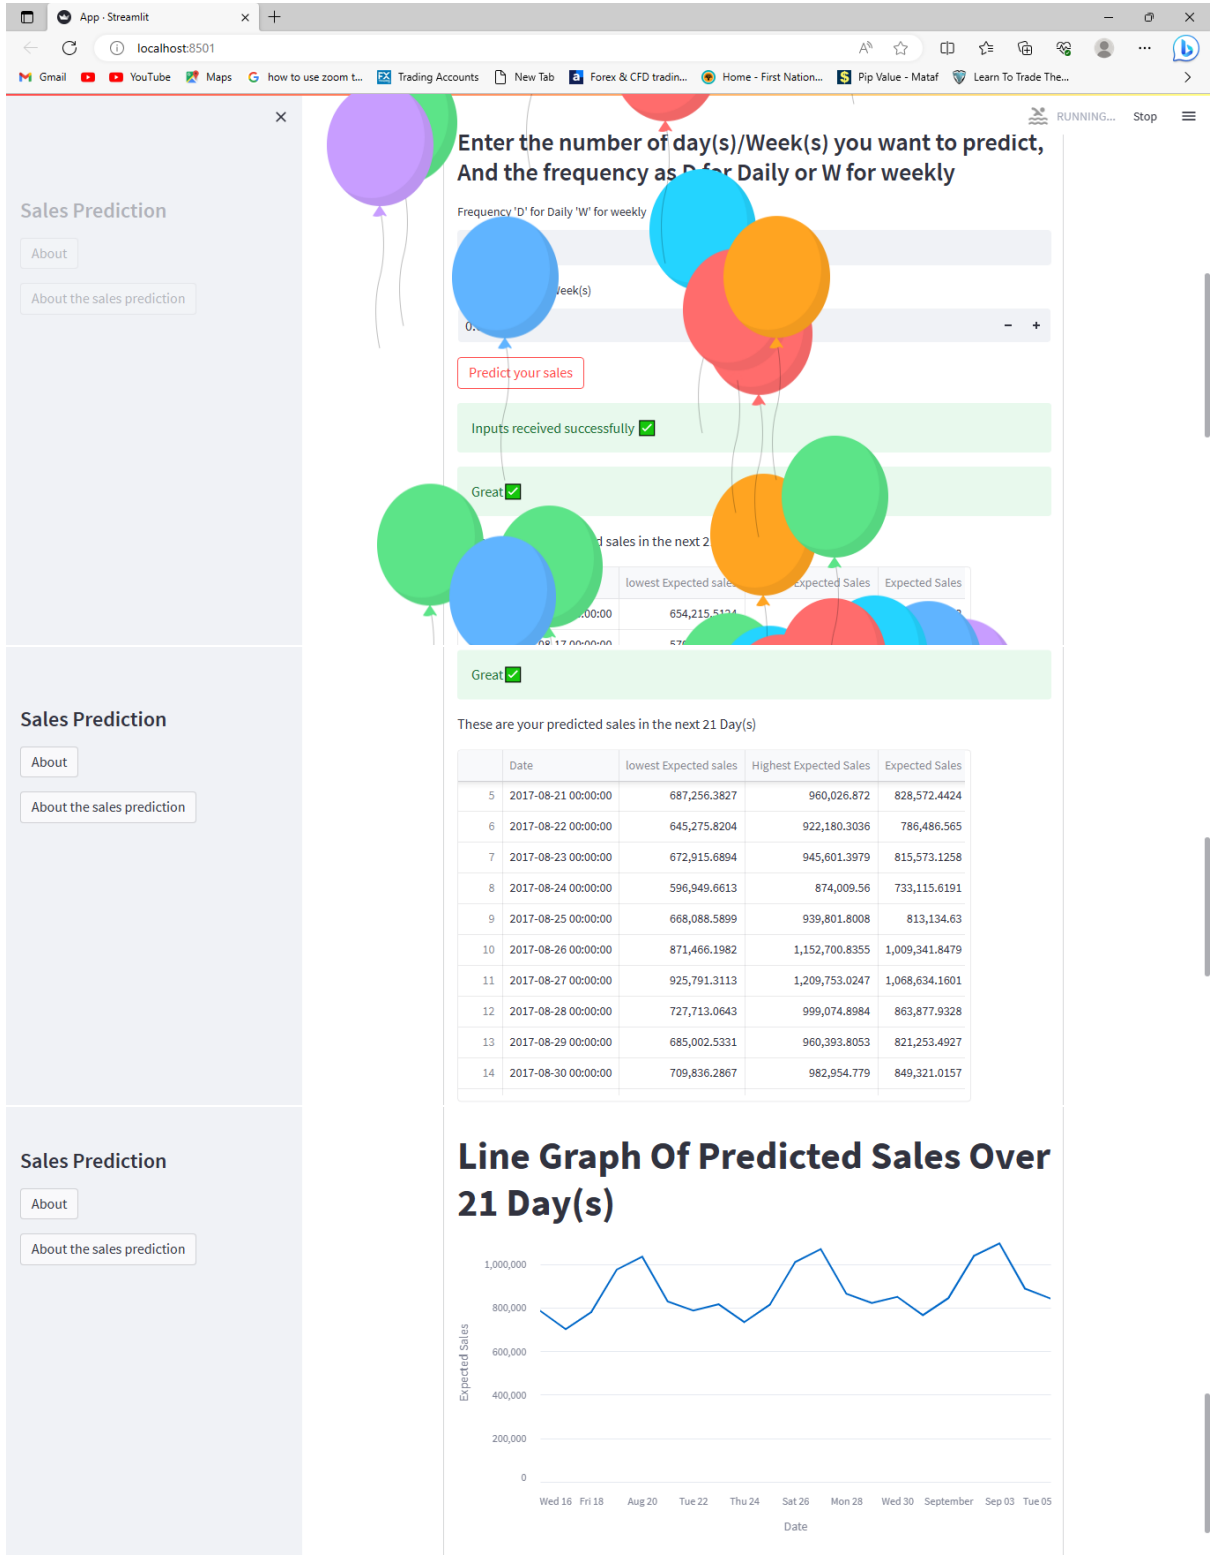 App · Streamlit
localhost:8501
Gmail YouTube Maps how to use zoom t... Trading Accounts New Tab Forex & CFD tradin... Home - First Nation... Pip Value - Mataf Learn To Trade The...
RUNNING... Stop
Enter the number of day(s)/Week(s) you want to predict,
And the frequency as D for Daily or W for weekly
Sales Prediction
Frequency 'D' for Daily 'W' for weekly
About
Week(s)
About the sales prediction
Predict your sales
Inputs received successfully ✅
Great✅
sales in the next
lowest Expected sales Expected Sales Expected Sales
654,215.5124
Great✅
Sales Prediction
These are your predicted sales in the next 21 Day(s)
About
Date lowest Expected sales Highest Expected Sales Expected Sales
5 2017-08-21 00:00:00 687,256.3827 960,026.872 828,572.4424
About the sales prediction
6 2017-08-22 00:00:00 645,275.8204 922,180.3036 786,486.565
7 2017-08-23 00:00:00 672,915.6894 945,601.3979 815,573.1258
8 2017-08-24 00:00:00 596,949.6613 874,009.56 733,115.6191
9 2017-08-25 00:00:00 668,088.5899 939,801.8008 813,134.63
10 2017-08-26 00:00:00 871,466.1982 1,152,700.8355 1,009,341.8479
11 2017-08-27 00:00:00 925,791.3113 1,209,753.0247 1,068,634.1601
12 2017-08-28 00:00:00 727,713.0643 999,074.8984 863,877.9328
13 2017-08-29 00:00:00 685,002.5331 960,393.8053 821,253.4927
14 2017-08-30 00:00:00 709,836.2867 982,954.779 849,321.0157
Sales Prediction
About
About the sales prediction
Line Graph Of Predicted Sales Over
21 Day(s)
1,000,000
800,000
600,000
400,000
200,000
0
Expected Sales
Wed 16 Fri 18 Aug 20 Tue 22 Thu 24 Sat 26 Mon 28 Wed 30 September Sep 03 Tue 05
Date